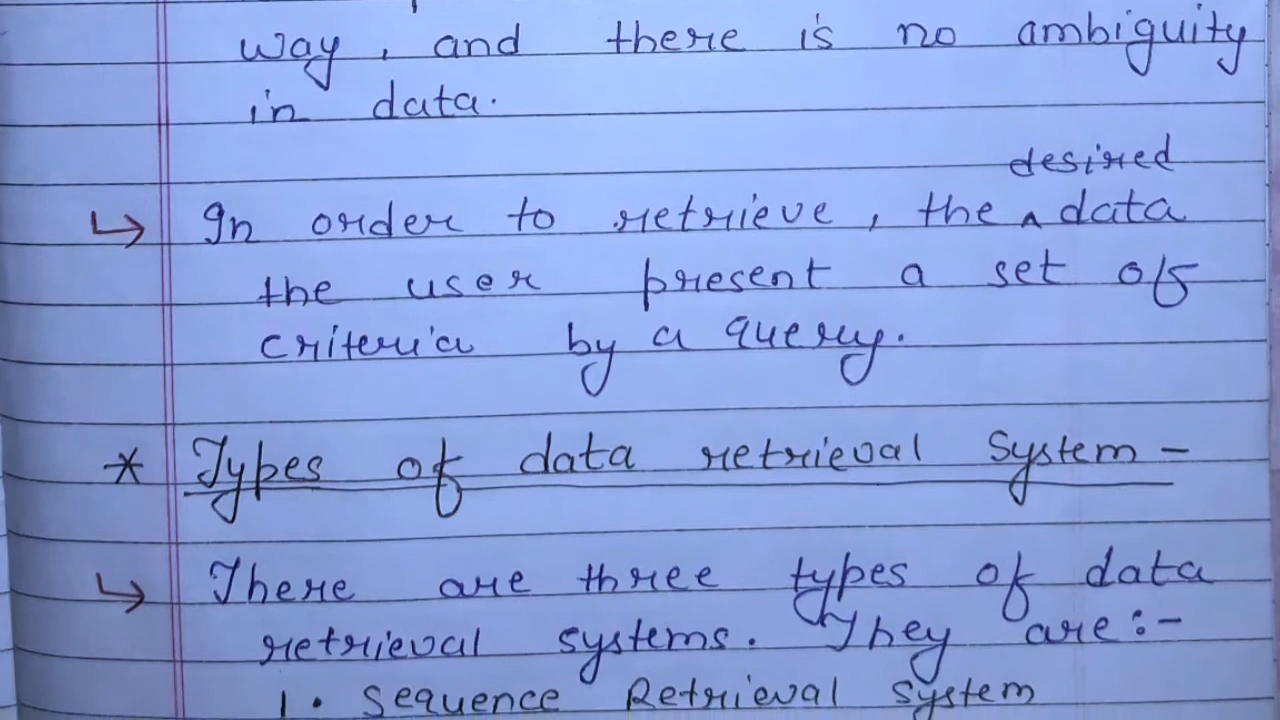 way, and there is no ambiguity
in data.
desired
↳ In order to retrieve, the ^ data
the user present a set of
criteria by a query.
* Types of data retrieval System -
↳ There are three types of data
retrieval systems. They are:-
1. Sequence Retrieval System